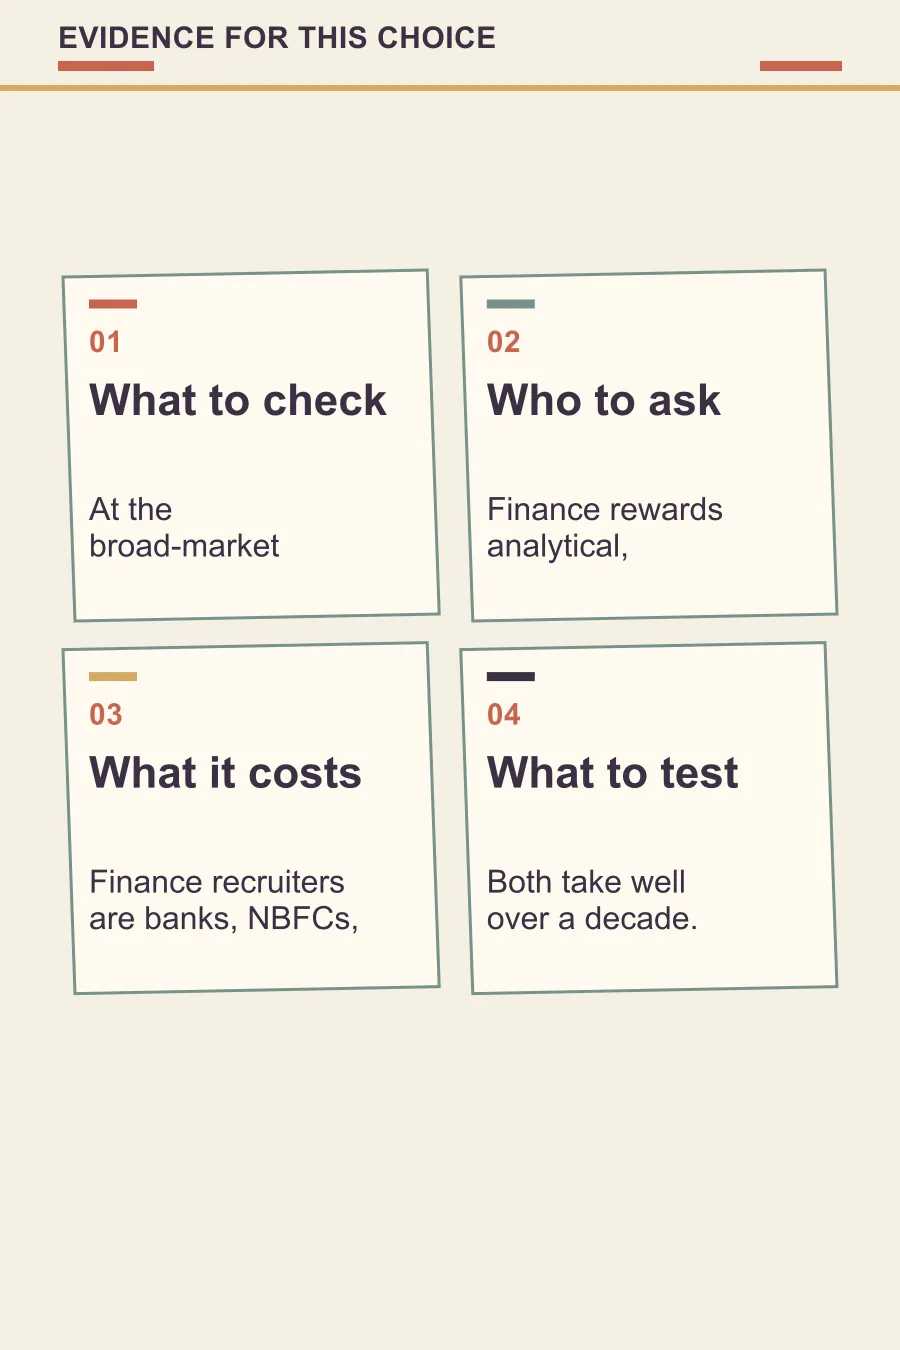 EVIDENCE FOR THIS CHOICE
01
What to check
At the
broad-market
02
Who to ask
Finance rewards
analytical,
03
What it costs
Finance recruiters
are banks, NBFCs,
04
What to test
Both take well
over a decade.